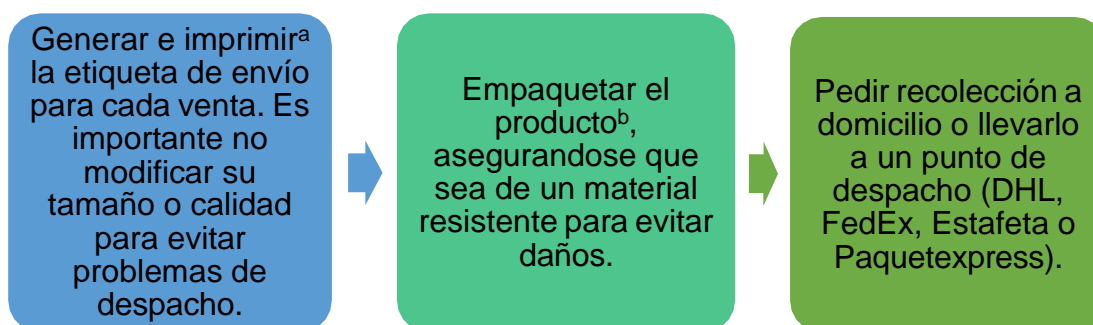 Generar e imprimirᵃ
la etiqueta de envío
para cada venta. Es
importante no
modificar su
tamaño o calidad
para evitar
problemas de
despacho.
Empaquetar el
productoᵇ,
asegurandose que
sea de un material
resistente para evitar
daños.
Pedir recolección a
domicilio o llevarlo
a un punto de
despacho (DHL,
FedEx, Estafeta o
Paquetexpress).